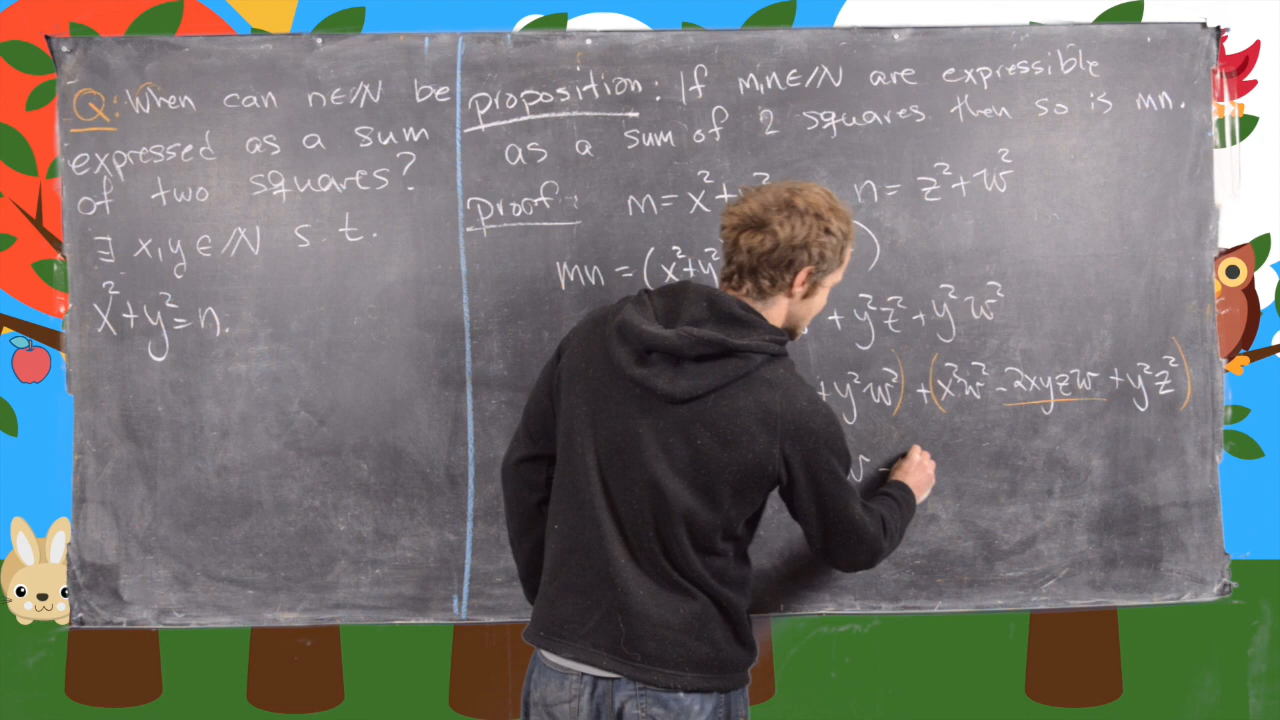 Q: When can n∈ℕ be
expressed as a sum
of two squares?
∃ x,y∈ℕ s.t.
x²+y²=n.
proposition: If m,n∈ℕ are expressible
as a sum of 2 squares then so is mn.
Proof: m=x²+ n=z²+w²
mn=(x²+y² )
+y²z²+y²w²
+y²w²)+(x²w²-2xyzw+y²z²)
w -